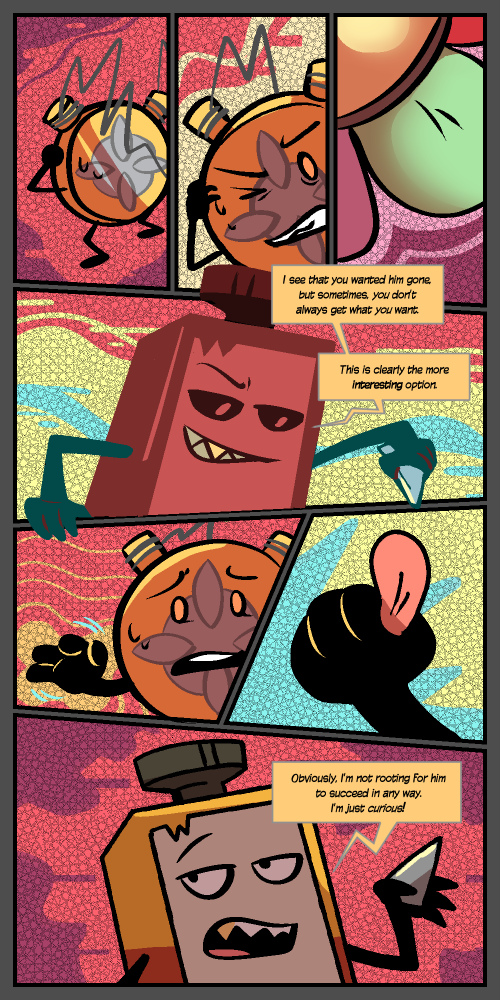 I see that you wanted him gone,
but sometimes, you don't
always get what you want.
This is clearly the more
interesting option.
Obviously, I'm not rooting for him
to succeed in any way.
I'm just curious!